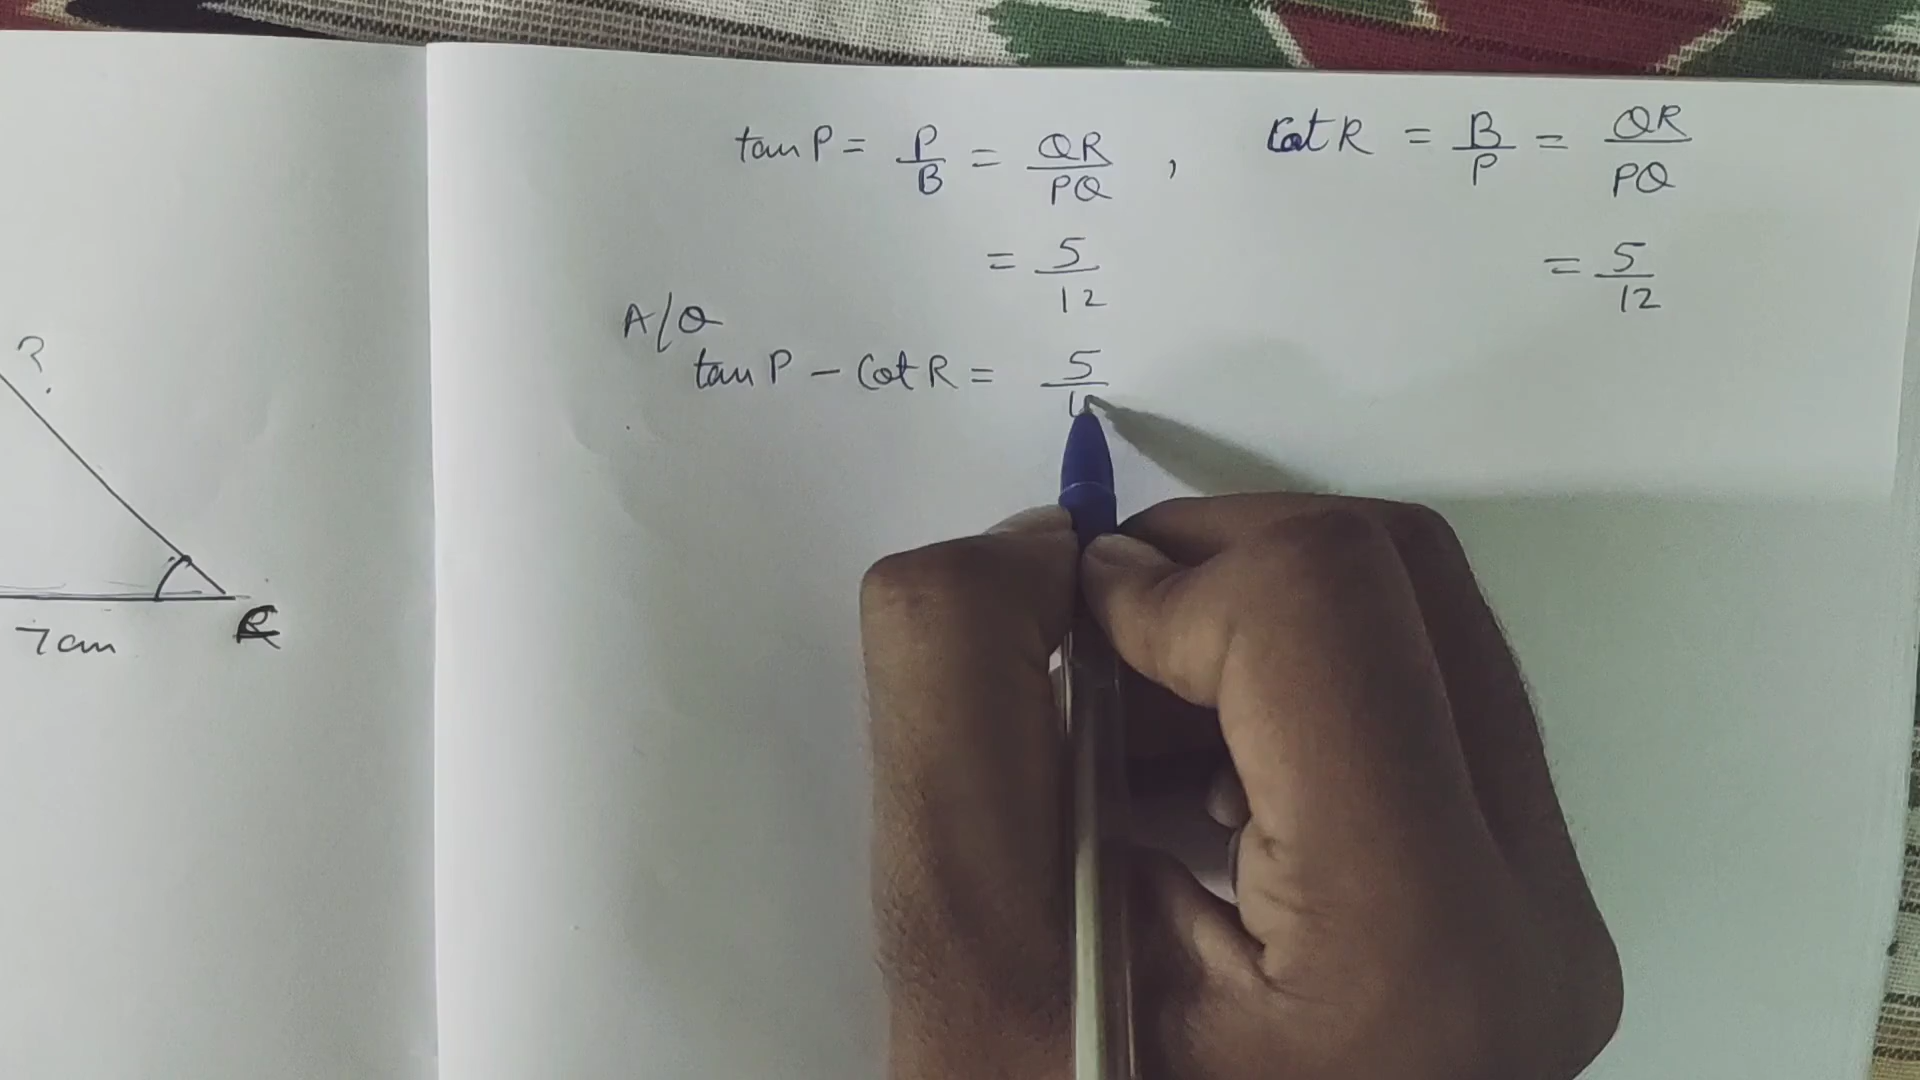 ?
7cm
R
tan P = P/B = QR/PQ , Cot R = B/P = QR/PQ
= 5/12 = 5/12
A/Q
tan P - Cot R = 5/